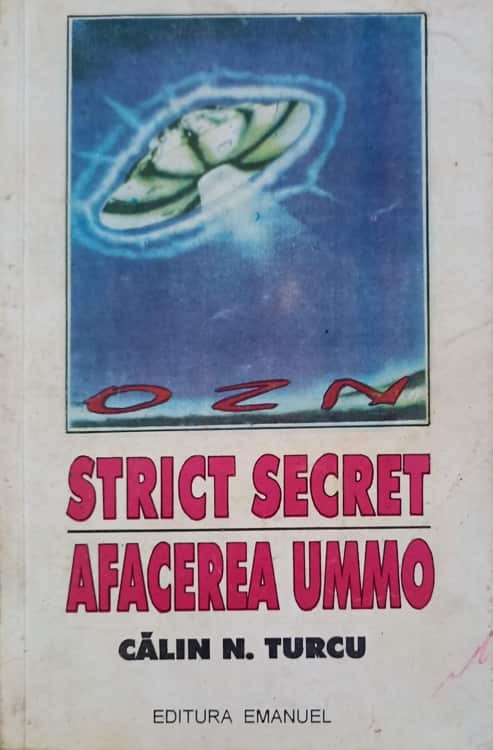 OZN
STRICT SECRET
AFACEREA UMMO
CĂLIN N. TURCU
EDITURA EMANUEL